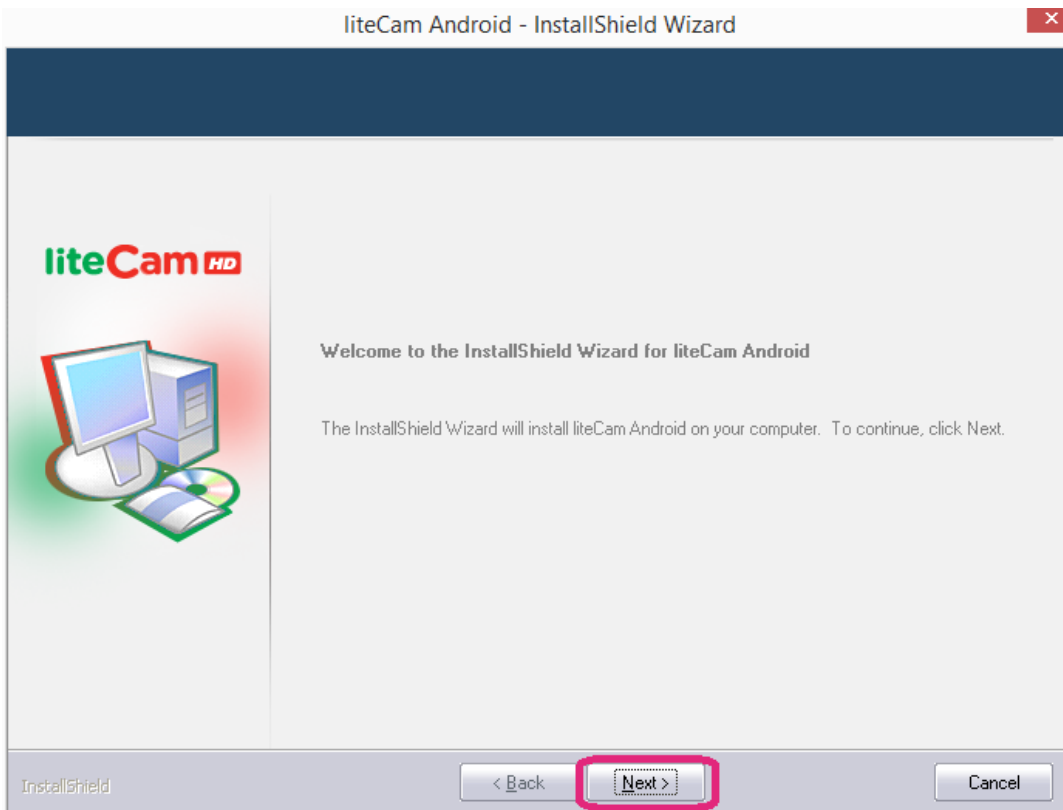 liteCam Android - InstallShield Wizard
liteCam HD
Welcome to the InstallShield Wizard for liteCam Android
The InstallShield Wizard will install liteCam Android on your computer. To continue, click Next.
InstallShield
< Back
Next >
Cancel